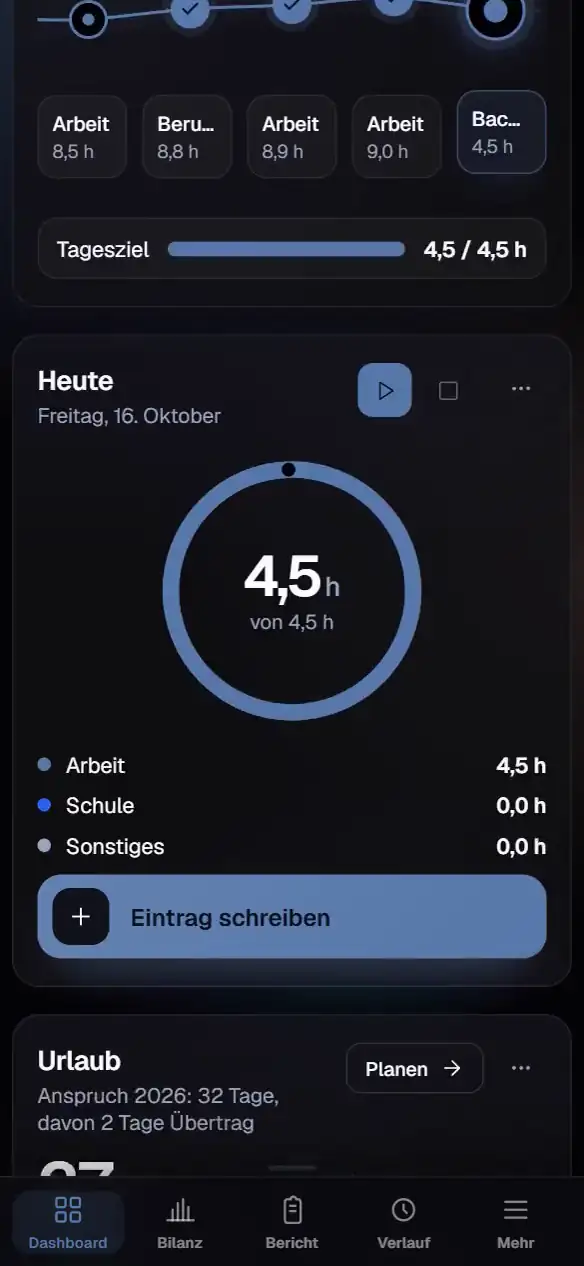 Arbeit
8,5 h
Beru...
8,8 h
Arbeit
8,9 h
Arbeit
9,0 h
Bac...
4,5 h
Tagesziel 4,5 / 4,5 h
Heute
Freitag, 16. Oktober
4,5 h
von 4,5 h
Arbeit 4,5 h
Schule 0,0 h
Sonstiges 0,0 h
Eintrag schreiben
Urlaub
Planen
Anspruch 2026: 32 Tage,
davon 2 Tage Übertrag
Dashboard Bilanz Bericht Verlauf Mehr